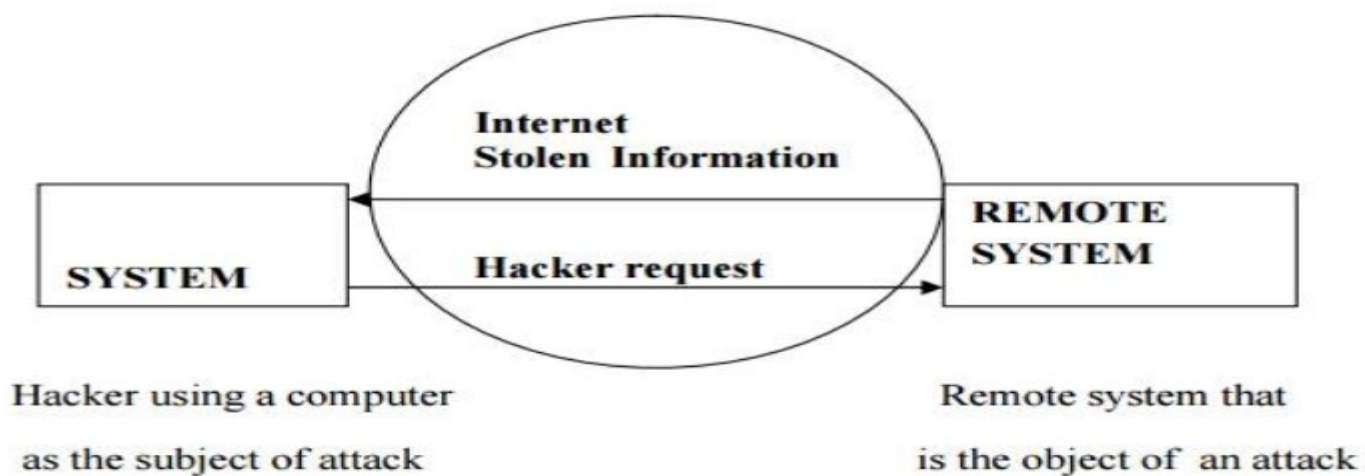 Internet
Stolen Information
REMOTE
SYSTEM
SYSTEM
Hacker request
Hacker using a computer
as the subject of attack
Remote system that
is the object of an attack